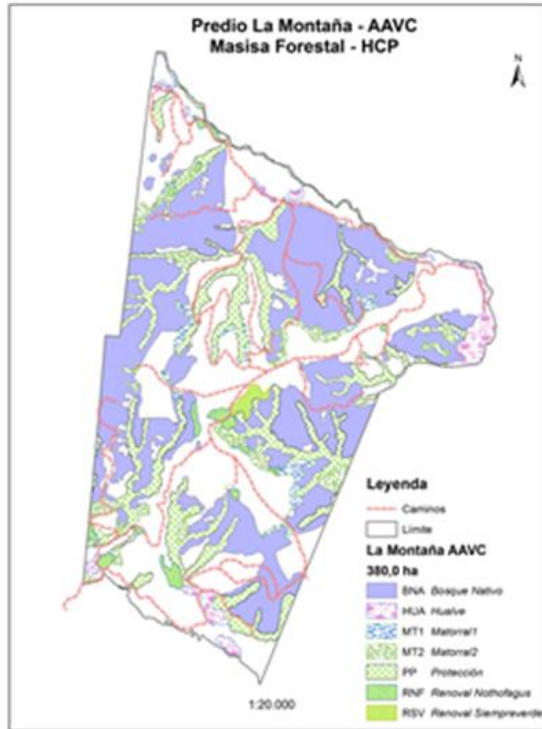 Predio La Montaña - AAVC
Masisa Forestal - HCP
N
Leyenda
Caminos
Límite
La Montaña AAVC
380,0 ha
BNA Bosque Nativo
HUA Hualve
MT1 Matorral1
MT2 Matorral2
PP Protección
RNF Renoval Nothofagus
RSV Renoval Siempreverde
1:20.000